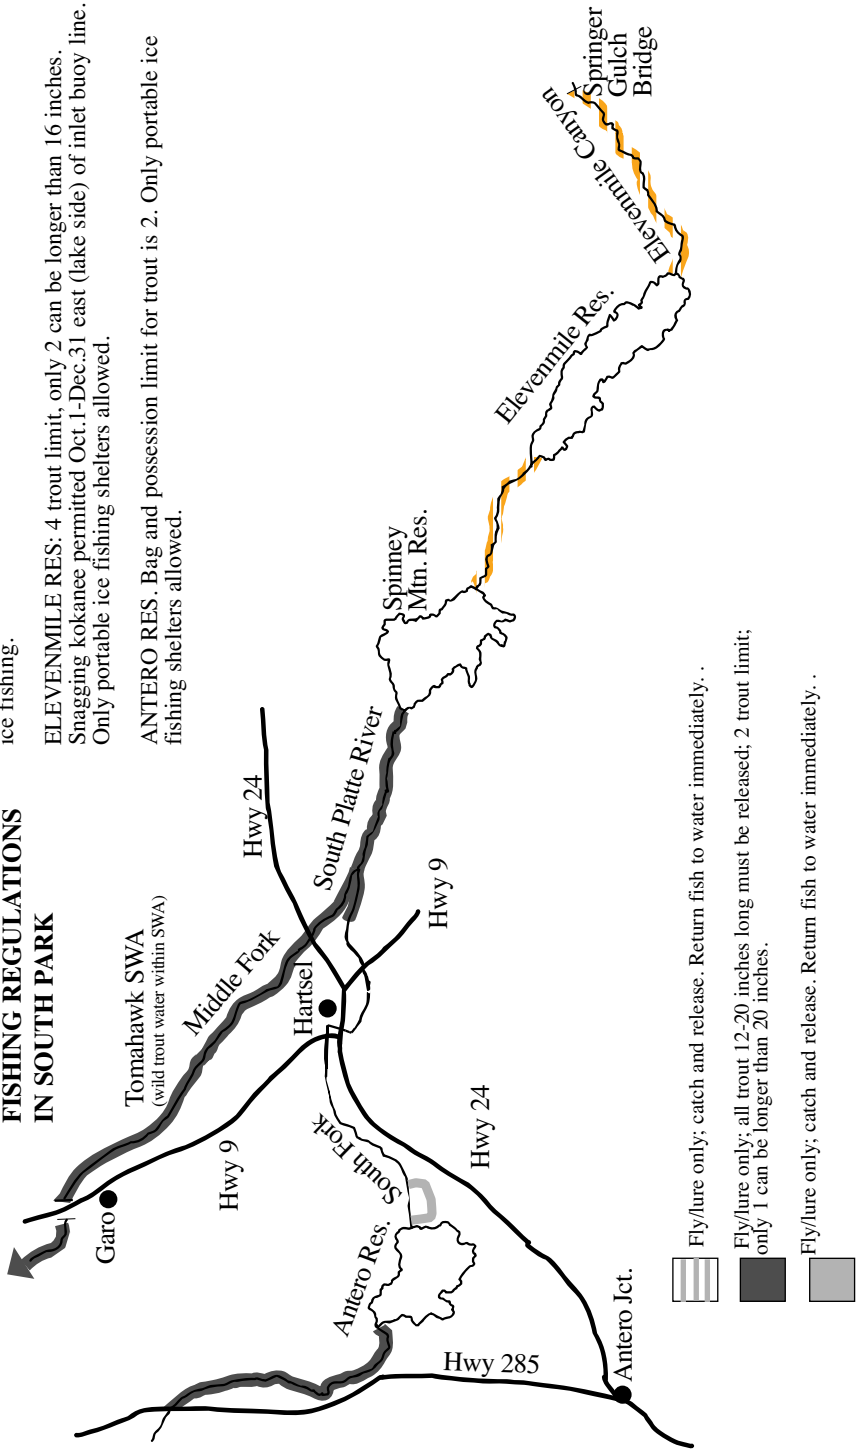 FISHING REGULATIONS
IN SOUTH PARK
ice fishing.
ELEVENMILE RES: 4 trout limit, only 2 can be longer than 16 inches.
Snagging kokanee permitted Oct.1-Dec.31 east (lake side) of inlet buoy line.
Only portable ice fishing shelters allowed.
ANTERO RES. Bag and possession limit for trout is 2. Only portable ice
fishing shelters allowed.
Tomahawk SWA
(wild trout water within SWA)
Garo
Middle Fork
Hwy 9
Hwy 24
Hartsel
South Platte River
Hwy 9
Spinney
Mtn. Res.
Antero Res.
South Fork
Hwy 24
Hwy 285
Antero Jct.
Elevenmile Res.
Elevenmile Canyon
Springer
Gulch
Bridge
Fly/lure only; catch and release. Return fish to water immediately. .
Fly/lure only; all trout 12-20 inches long must be released; 2 trout limit;
only 1 can be longer than 20 inches.
Fly/lure only; catch and release. Return fish to water immediately. .